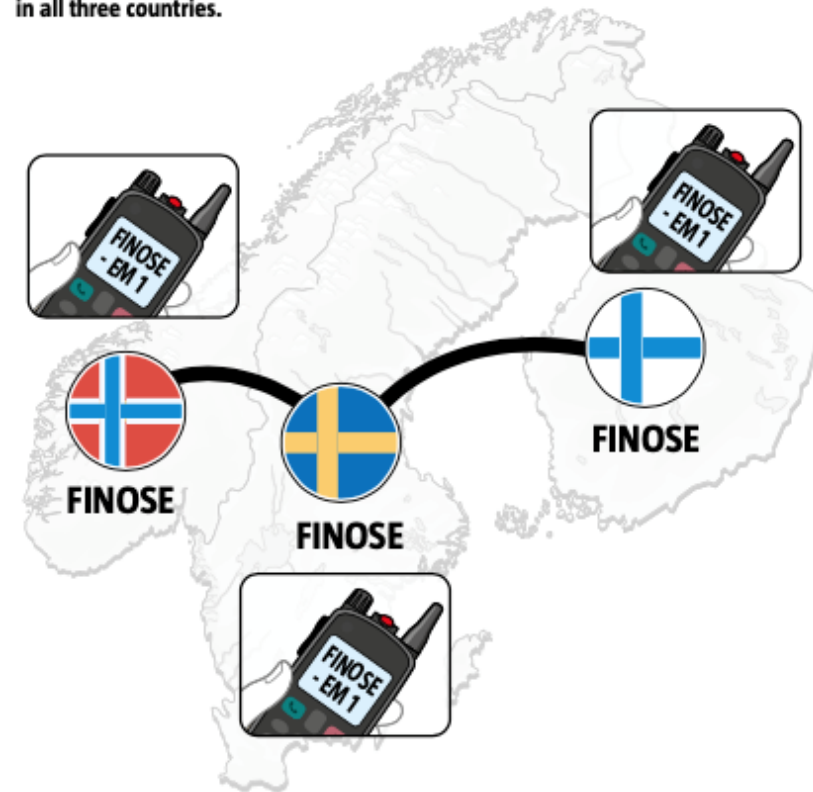 in all three countries.
FINOSE
- EM 1
FINOSE
- EM 1
FINOSE
FINOSE
FINOSE
FINOSE
- EM 1